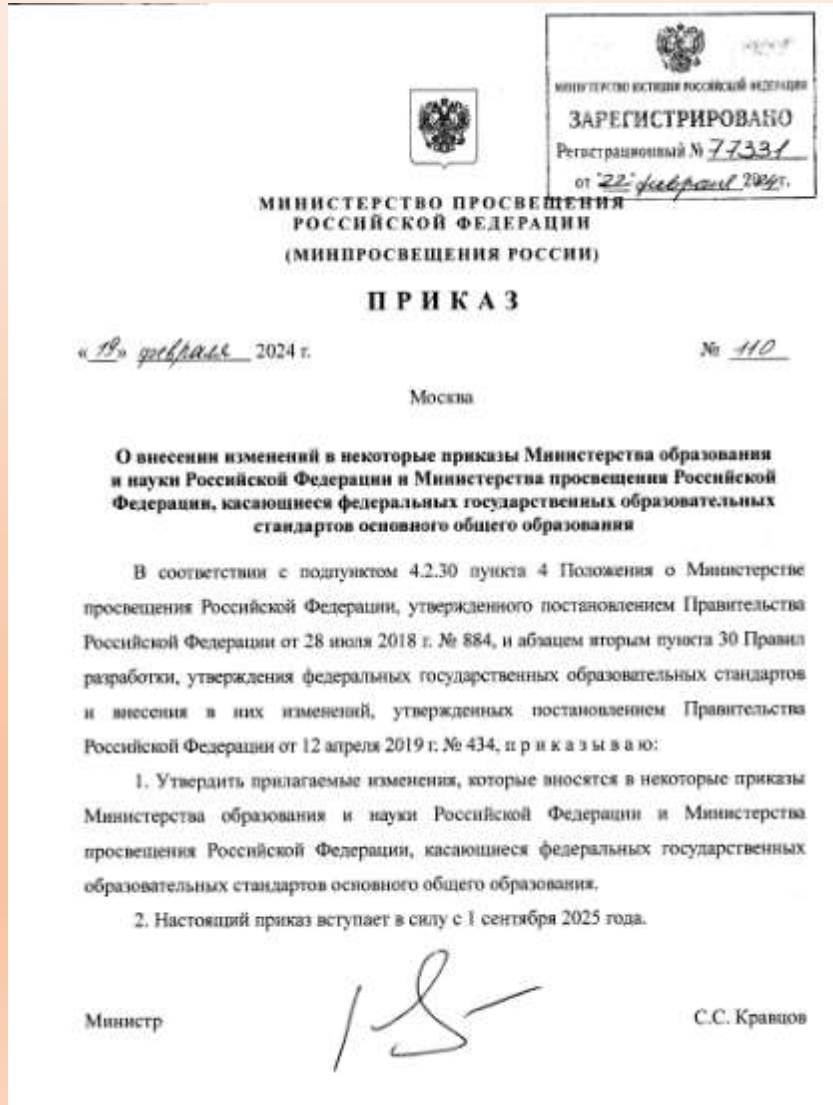 МИНИСТЕРСТВО ЮСТИЦИИ РОССИЙСКОЙ ФЕДЕРАЦИИ
ЗАРЕГИСТРИРОВАНО
Регистрационный № 77331
от "22" февраля 2024г.
МИНИСТЕРСТВО ПРОСВЕЩЕНИЯ
РОССИЙСКОЙ ФЕДЕРАЦИИ
(МИНПРОСВЕЩЕНИЯ РОССИИ)
ПРИКАЗ
«19» февраля 2024 г.
№ 110
Москва
О внесении изменений в некоторые приказы Министерства образования
и науки Российской Федерации и Министерства просвещения Российской
Федерации, касающиеся федеральных государственных образовательных
стандартов основного общего образования
В соответствии с подпунктом 4.2.30 пункта 4 Положения о Министерстве
просвещения Российской Федерации, утвержденного постановлением Правительства
Российской Федерации от 28 июля 2018 г. № 884, и абзацем вторым пункта 30 Правил
разработки, утверждения федеральных государственных образовательных стандартов
и внесения в них изменений, утвержденных постановлением Правительства
Российской Федерации от 12 апреля 2019 г. № 434, п р и к а з ы в а ю:
1. Утвердить прилагаемые изменения, которые вносятся в некоторые приказы
Министерства образования и науки Российской Федерации и Министерства
просвещения Российской Федерации, касающиеся федеральных государственных
образовательных стандартов основного общего образования.
2. Настоящий приказ вступает в силу с 1 сентября 2025 года.
Министр
С.С. Кравцов